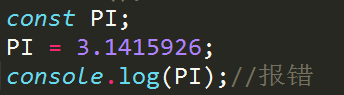 const PI;
PI = 3.1415926;
console.log(PI);//报错